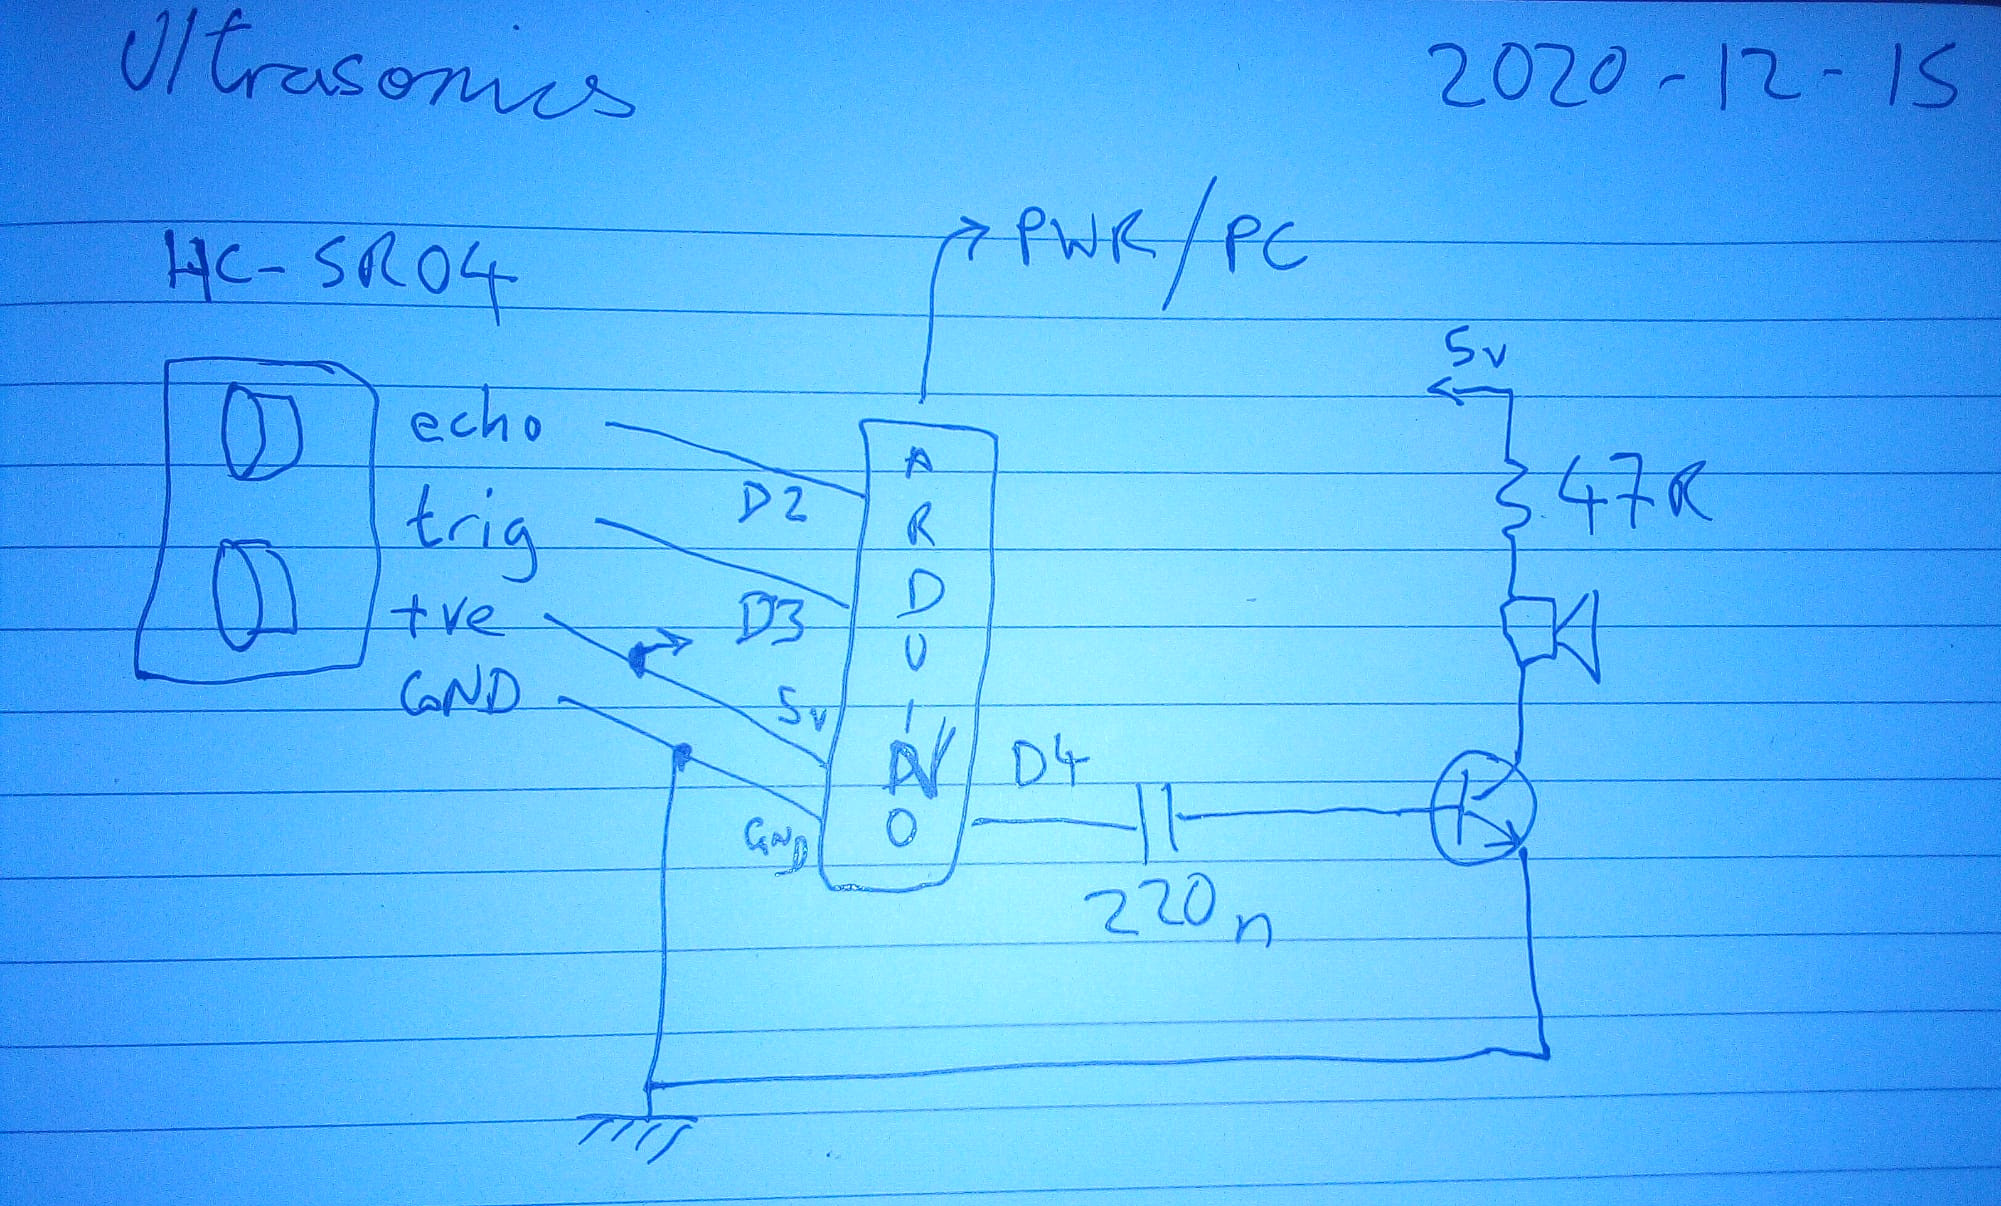 Ultrasonics 2020-12-15
HC-SR04
PWR/PC
5v
echo
trig
+ve
GND
D2
D3
5v
GND
ARDUINO
D4
220n
47R